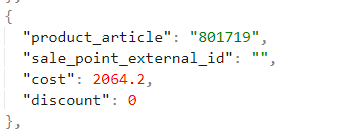 },
{
  "product_article": "801719",
  "sale_point_external_id": "",
  "cost": 2064.2,
  "discount": 0
},